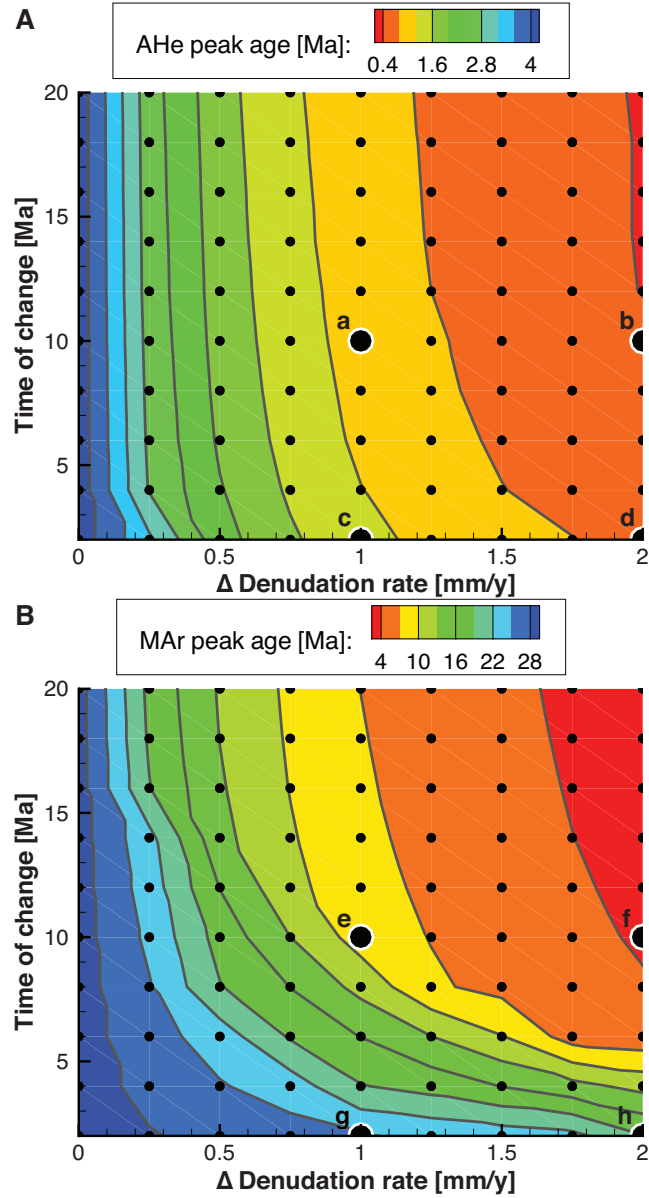 A
AHe peak age [Ma]:
0.4 1.6 2.8 4
20
15
10
5
Time of change [Ma]
a
b
c
d
0 0.5 1 1.5 2
Δ Denudation rate [mm/y]
B
MAr peak age [Ma]:
4 10 16 22 28
20
15
10
5
Time of change [Ma]
e
f
g
h
0 0.5 1 1.5 2
Δ Denudation rate [mm/y]